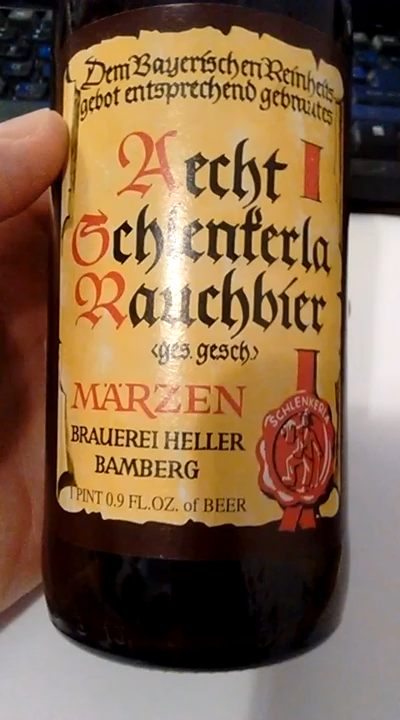 Dem Bayerischen Reinheits-
gebot entsprechend gebrautes
Aecht
Schlenkerla
Rauchbier
<ges. gesch.>
MÄRZEN
BRAUEREI HELLER
BAMBERG
1 PINT 0.9 FL.OZ. of BEER
SCHLENKERLA